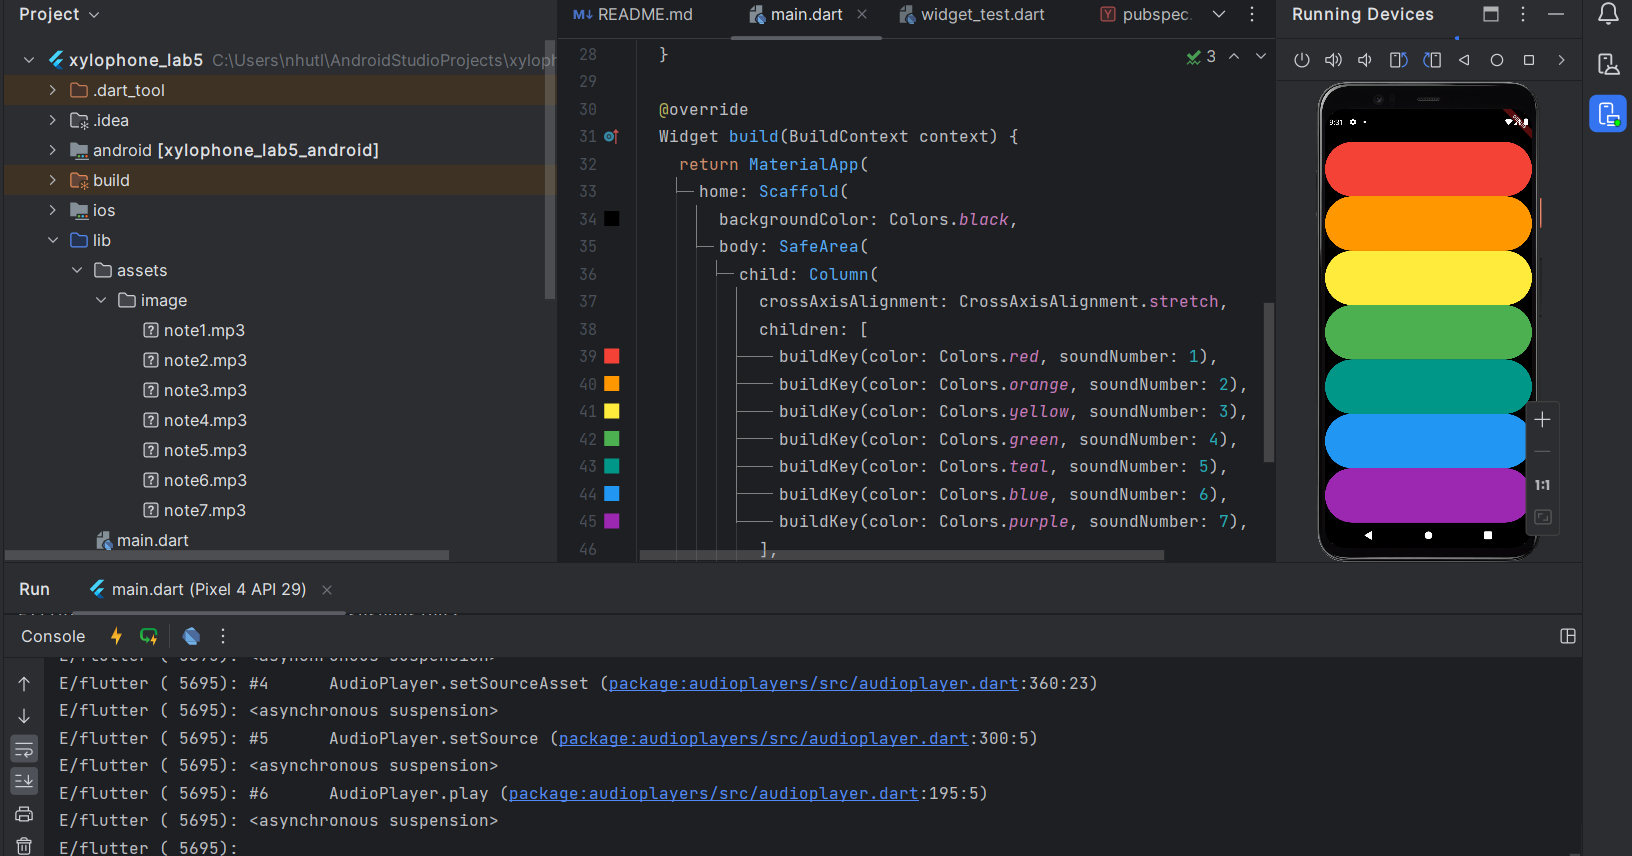 Project
xylophone_lab5 C:\Users\nhutl\AndroidStudioProjects\xyloph
.dart_tool
.idea
android [xylophone_lab5_android]
build
ios
lib
assets
image
note1.mp3
note2.mp3
note3.mp3
note4.mp3
note5.mp3
note6.mp3
note7.mp3
main.dart
M↓ README.md main.dart widget_test.dart Y pubspec.
3
28 }
29
30 @override
31 Widget build(BuildContext context) {
32 return MaterialApp(
33 home: Scaffold(
34 backgroundColor: Colors.black,
35 body: SafeArea(
36 child: Column(
37 crossAxisAlignment: CrossAxisAlignment.stretch,
38 children: [
39 buildKey(color: Colors.red, soundNumber: 1),
40 buildKey(color: Colors.orange, soundNumber: 2),
41 buildKey(color: Colors.yellow, soundNumber: 3),
42 buildKey(color: Colors.green, soundNumber: 4),
43 buildKey(color: Colors.teal, soundNumber: 5),
44 buildKey(color: Colors.blue, soundNumber: 6),
45 buildKey(color: Colors.purple, soundNumber: 7),
46 ],
Running Devices
9:31
1:1
Run main.dart (Pixel 4 API 29)
Console
E/flutter ( 5695): <asynchronous suspension>
E/flutter ( 5695): #4 AudioPlayer.setSourceAsset (package:audioplayers/src/audioplayer.dart:360:23)
E/flutter ( 5695): <asynchronous suspension>
E/flutter ( 5695): #5 AudioPlayer.setSource (package:audioplayers/src/audioplayer.dart:300:5)
E/flutter ( 5695): <asynchronous suspension>
E/flutter ( 5695): #6 AudioPlayer.play (package:audioplayers/src/audioplayer.dart:195:5)
E/flutter ( 5695): <asynchronous suspension>
E/flutter ( 5695):